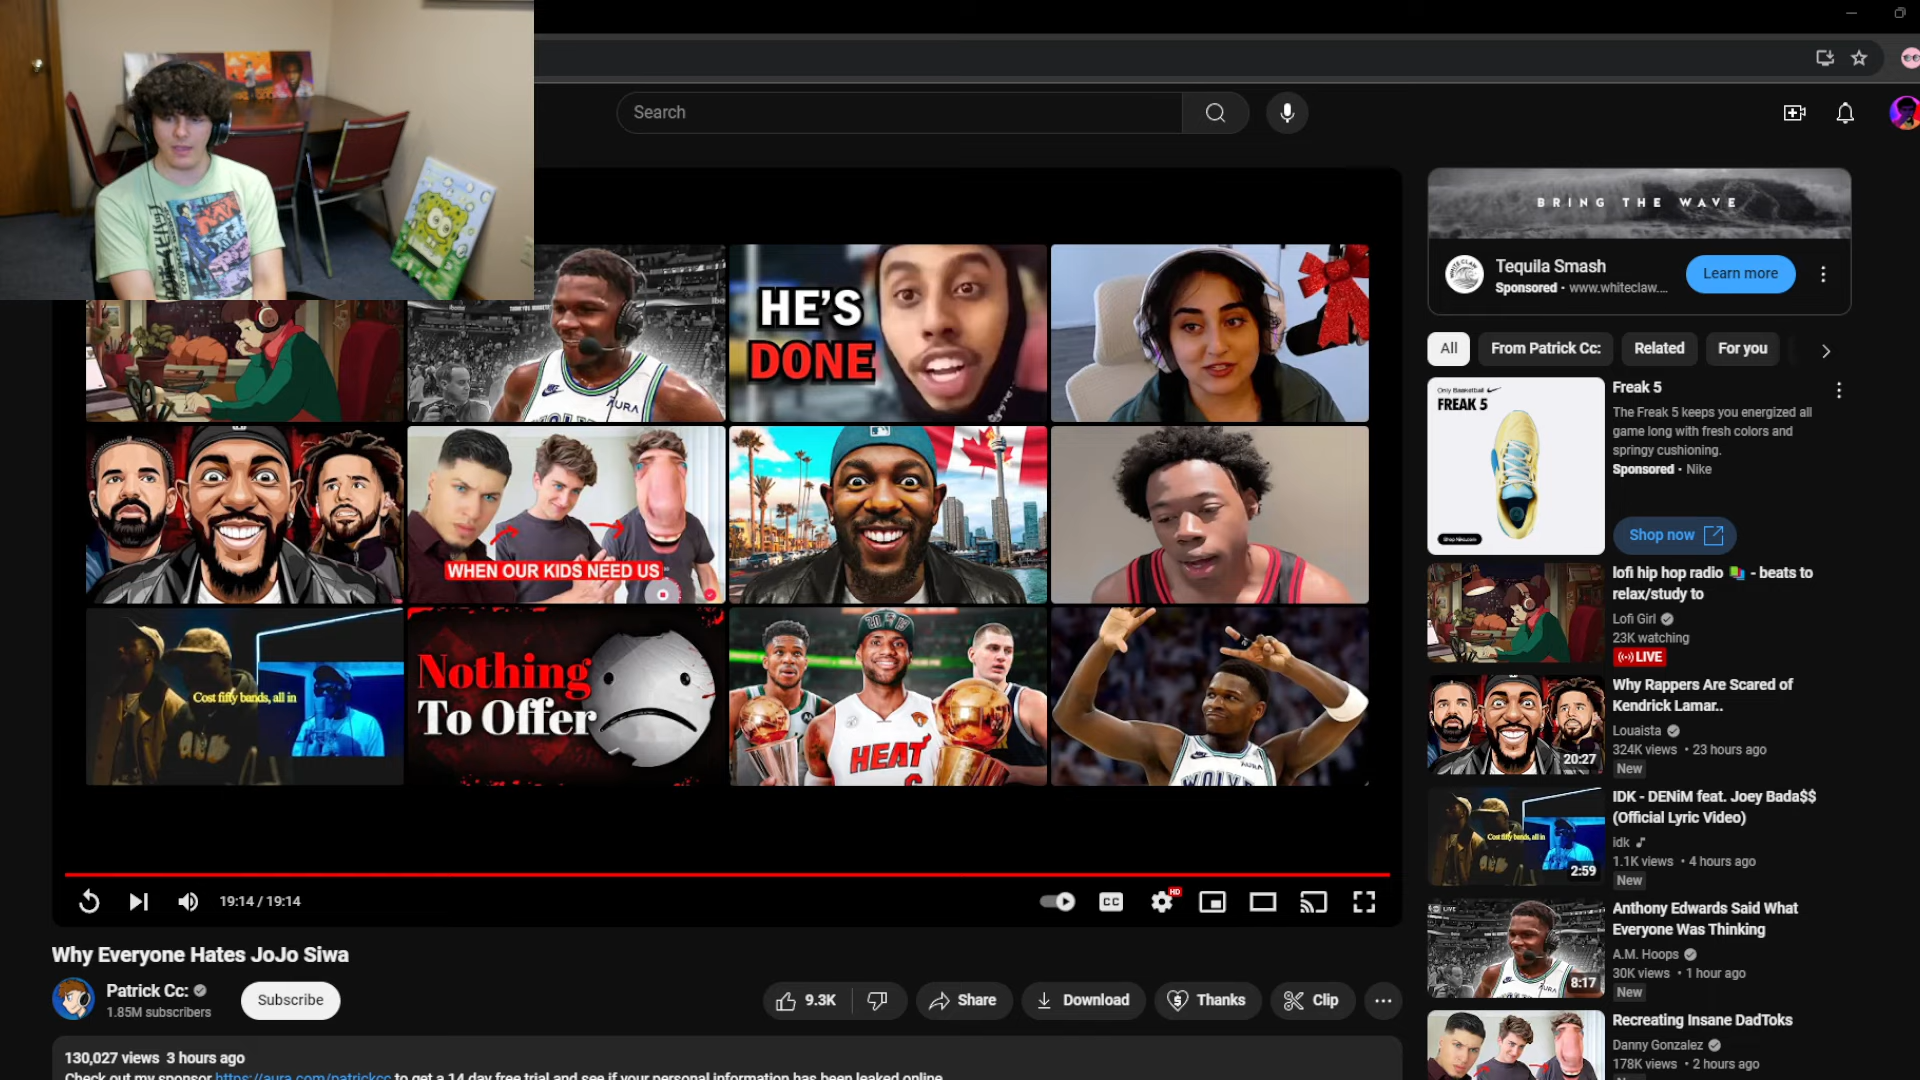 Search
BRING THE WAVE
Tequila Smash
Sponsored • www.whiteclaw....
Learn more
All
From Patrick Cc:
Related
For you
HE'S
DONE
AURA
WOLVES
WHEN OUR KIDS NEED US
Cost fifty bands, all in
Nothing
To Offer
HEAT
6
AURA
WOLVES
Only Basketball
FREAK 5
Freak 5
The Freak 5 keeps you energized all
game long with fresh colors and
springy cushioning.
Sponsored • Nike
Shop now
lofi hip hop radio 📚 - beats to
relax/study to
Lofi Girl
23K watching
LIVE
Why Rappers Are Scared of
Kendrick Lamar..
Louaista
324K views • 23 hours ago
New
20:27
IDK - DENiM feat. Joey Bada$$
(Official Lyric Video)
idk
1.1K views • 4 hours ago
New
Cost fifty bands, all in
2:59
Anthony Edwards Said What
Everyone Was Thinking
A.M. Hoops
30K views • 1 hour ago
New
LIVE
8:17
Recreating Insane DadToks
Danny Gonzalez
178K views • 2 hours ago
19:14 / 19:14
CC
HD
Why Everyone Hates JoJo Siwa
Patrick Cc:
1.85M subscribers
Subscribe
9.3K
Share
Download
Thanks
Clip
130,027 views 3 hours ago
Check out my sponsor https://aura.com/patrickcc to get a 14 day free trial and see if your personal information has been leaked online